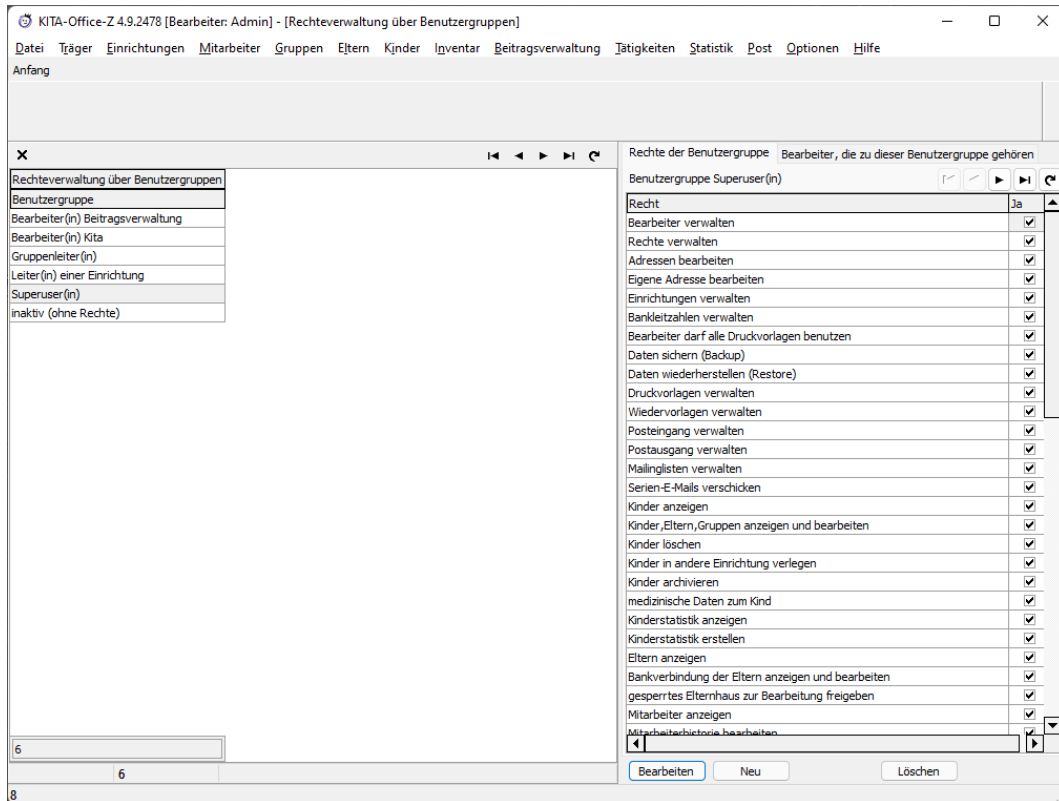 KITA-Office-Z 4.9.2478 [Bearbeiter: Admin] - [Rechteverwaltung über Benutzergruppen]
Datei Träger Einrichtungen Mitarbeiter Gruppen Eltern Kinder Inventar Beitragsverwaltung Tätigkeiten Statistik Post Optionen Hilfe
Anfang
Rechteverwaltung über Benutzergruppen
Benutzergruppe
Bearbeiter(in) Beitragsverwaltung
Bearbeiter(in) Kita
Gruppenleiter(in)
Leiter(in) einer Einrichtung
Superuser(in)
inaktiv (ohne Rechte)
6
6
8
Rechte der Benutzergruppe Bearbeiter, die zu dieser Benutzergruppe gehören
Benutzergruppe Superuser(in)
Recht Ja
Bearbeiter verwalten
Rechte verwalten
Adressen bearbeiten
Eigene Adresse bearbeiten
Einrichtungen verwalten
Bankleitzahlen verwalten
Bearbeiter darf alle Druckvorlagen benutzen
Daten sichern (Backup)
Daten wiederherstellen (Restore)
Druckvorlagen verwalten
Wiedervorlagen verwalten
Posteingang verwalten
Postausgang verwalten
Mailinglisten verwalten
Serien-E-Mails verschicken
Kinder anzeigen
Kinder,Eltern,Gruppen anzeigen und bearbeiten
Kinder löschen
Kinder in andere Einrichtung verlegen
Kinder archivieren
medizinische Daten zum Kind
Kinderstatistik anzeigen
Kinderstatistik erstellen
Eltern anzeigen
Bankverbindung der Eltern anzeigen und bearbeiten
gesperrtes Elternhaus zur Bearbeitung freigeben
Mitarbeiter anzeigen
Mitarbeiterhistorie bearbeiten
Bearbeiten Neu Löschen